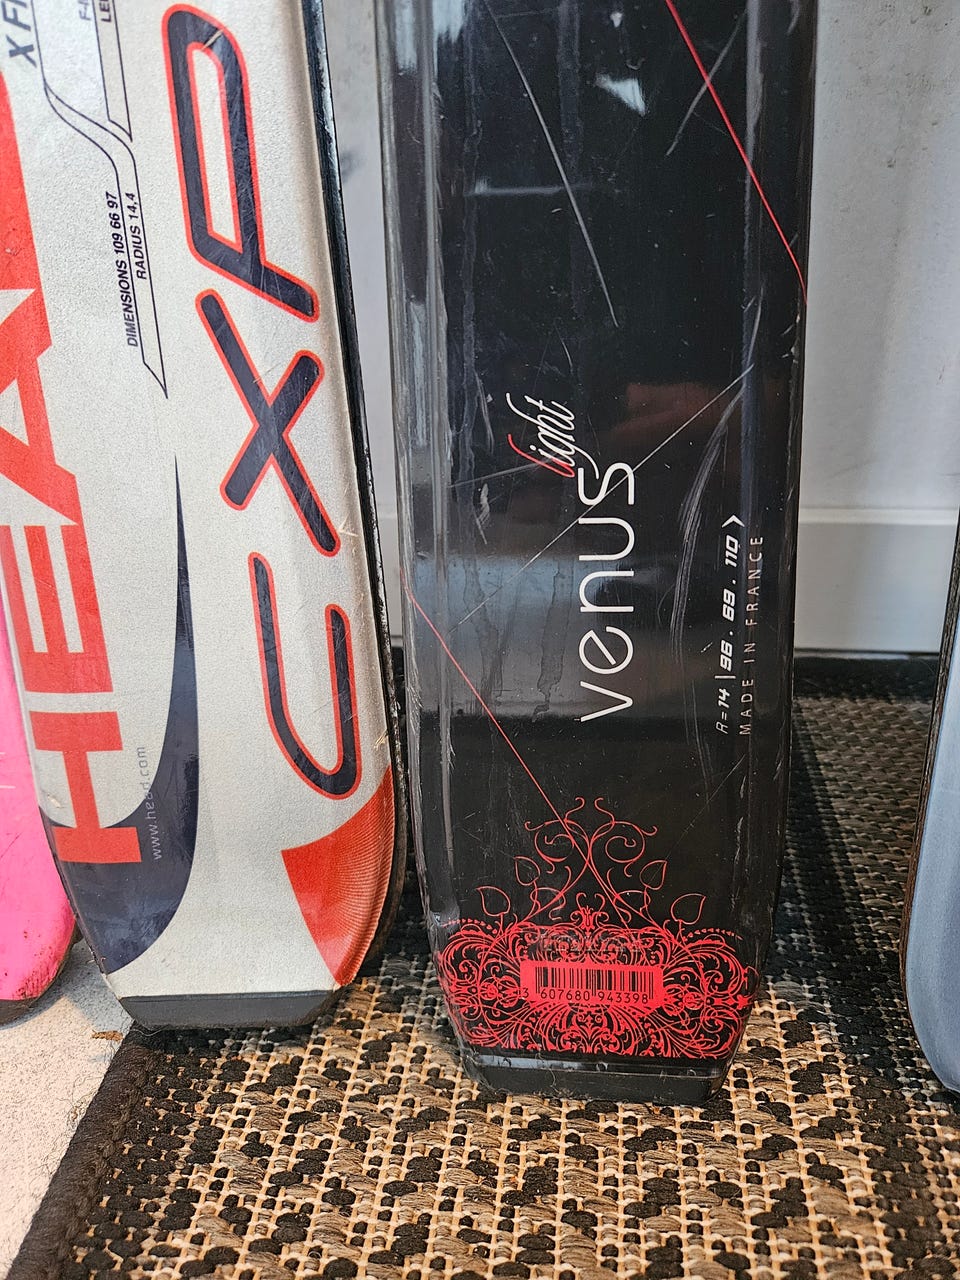 X FI
DIMENSIONS 109 66 97
RADIUS 14,4
HEAD
www.head.com
light
venus
R=14 | 96 . 69 . 110 >
MADE IN FRANCE
3 607680 943398